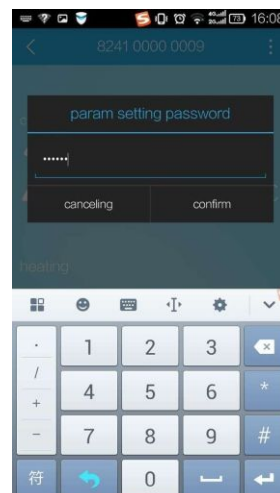 73 16:08
8241 0000 0009
param setting password
••••••
canceling confirm
heating
. 1 2 3
/ 4 5 6 *
+
- 7 8 9 #
符 0